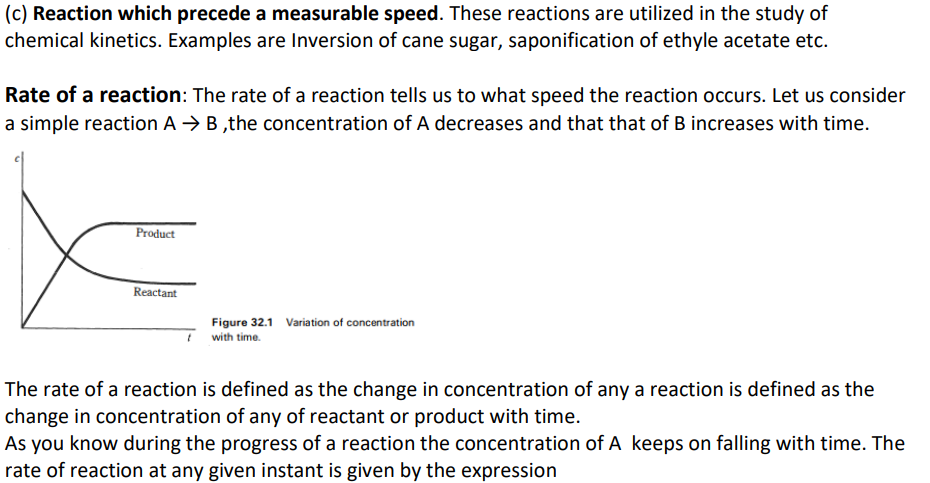 (c) Reaction which precede a measurable speed. These reactions are utilized in the study of
chemical kinetics. Examples are Inversion of cane sugar, saponification of ethyle acetate etc.
Rate of a reaction: The rate of a reaction tells us to what speed the reaction occurs. Let us consider
a simple reaction A → B ,the concentration of A decreases and that that of B increases with time.
c
Product
Reactant
t
Figure 32.1 Variation of concentration
with time.
The rate of a reaction is defined as the change in concentration of any a reaction is defined as the
change in concentration of any of reactant or product with time.
As you know during the progress of a reaction the concentration of A keeps on falling with time. The
rate of reaction at any given instant is given by the expression